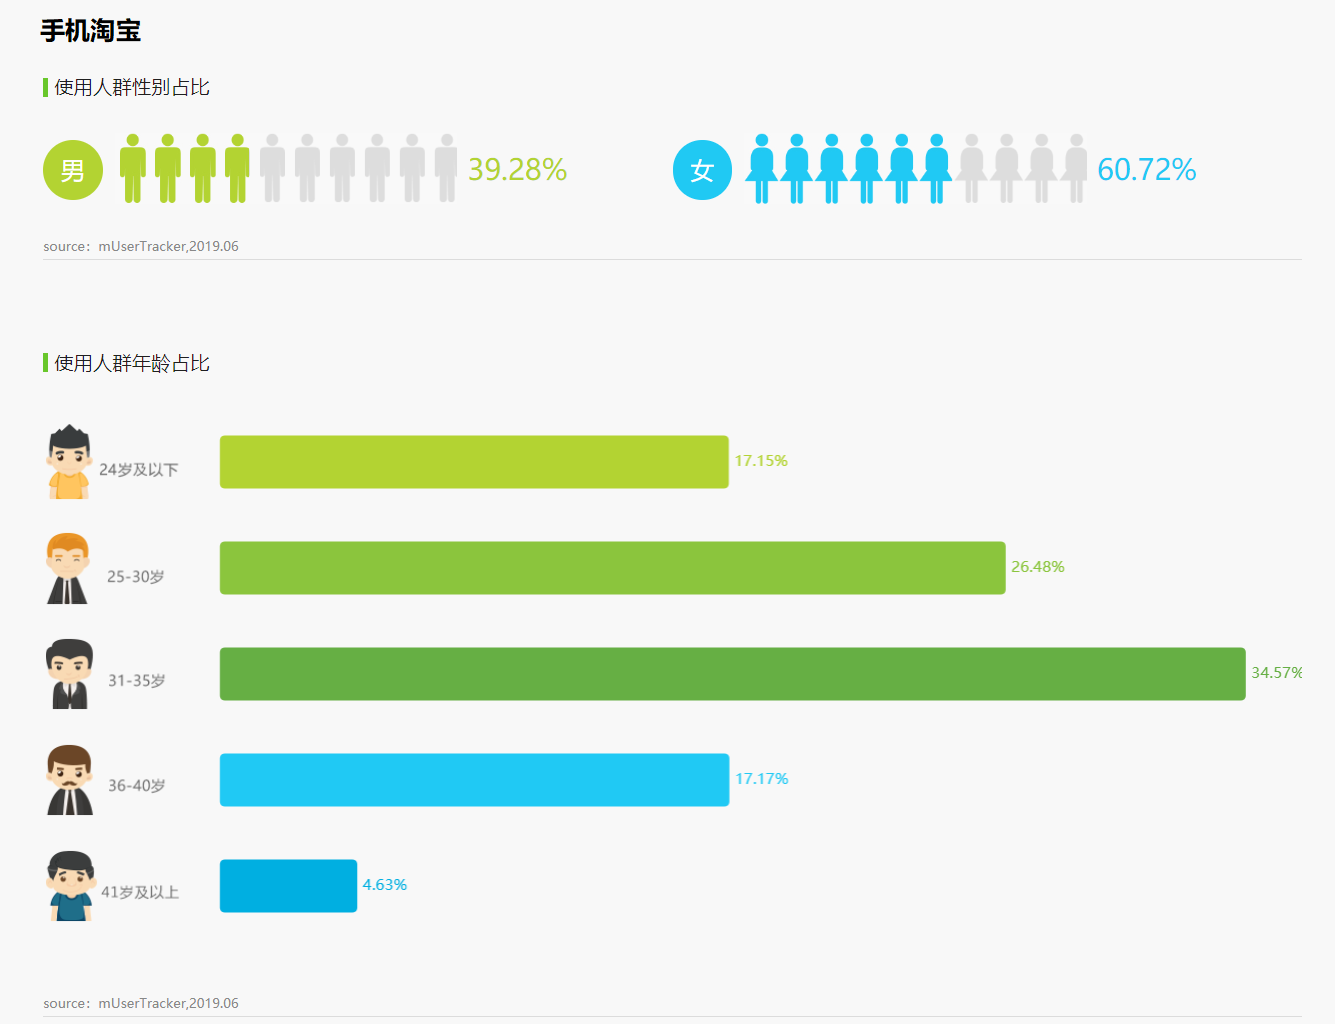 手机淘宝
使用人群性别占比
男 39.28% 女 60.72%
source：mUserTracker,2019.06
使用人群年龄占比
24岁及以下 17.15%
25-30岁 26.48%
31-35岁 34.57%
36-40岁 17.17%
41岁及以上 4.63%
source：mUserTracker,2019.06